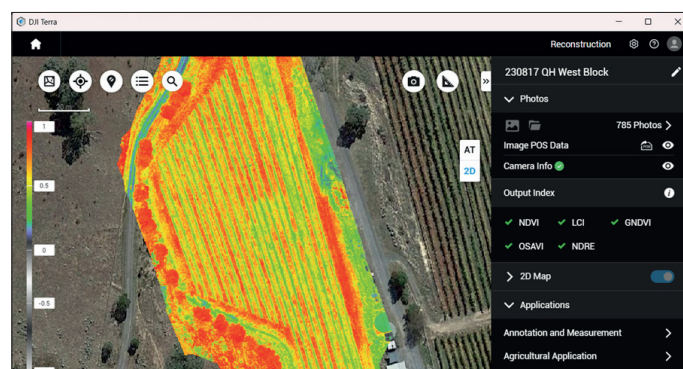 DJI Terra
Reconstruction
230817 QH West Block
Photos
785 Photos
Image POS Data
Camera Info
Output Index
NDVI LCI GNDVI
OSAVI NDRE
2D Map
Applications
Annotation and Measurement
Agricultural Application
AT
2D
1
0.5
0
-0.5